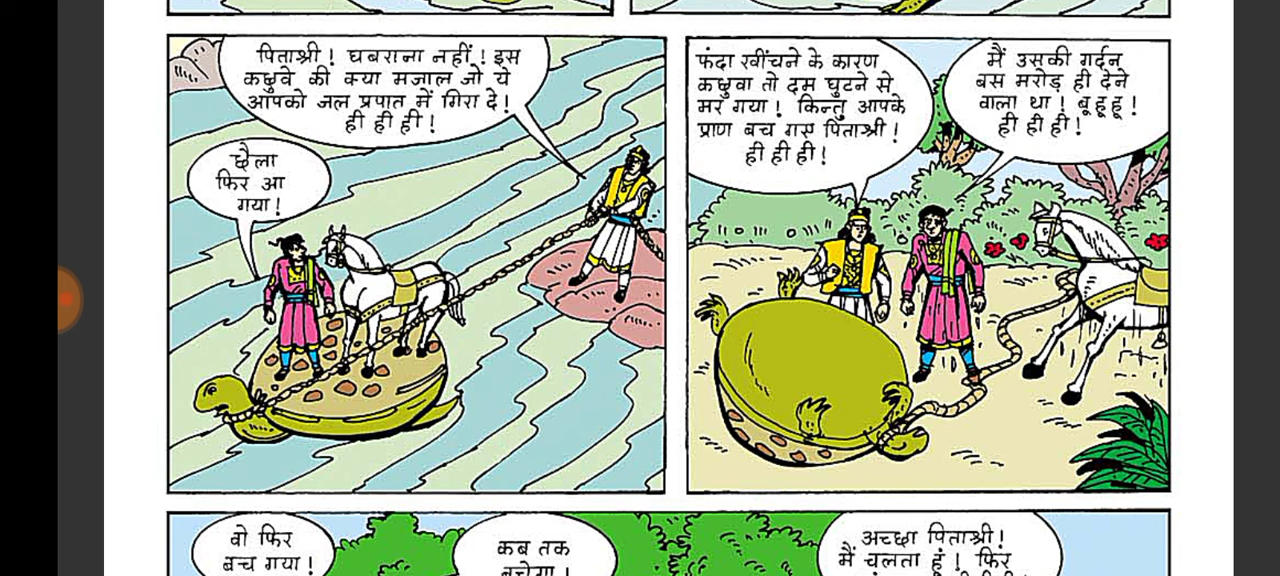 पिताश्री! घबराना नहीं! इस
कछुवे की क्या मजाल जो ये
आपको जल प्रपात में गिरा दे!
ही ही ही!
छैला
फिर आ
गया!
फंदा खींचने के कारण
कछुवा तो दम घुटने से
मर गया! किन्तु आपके
प्राण बच गए पिताश्री!
ही ही ही!
मैं उसकी गर्दन
बस मरोड़ ही देने
वाला था! बूहूहू!
ही ही ही!
वो फिर
बच गया!
कब तक
बचेगा!
अच्छा पिताश्री!
मैं चलता हूं! फिर